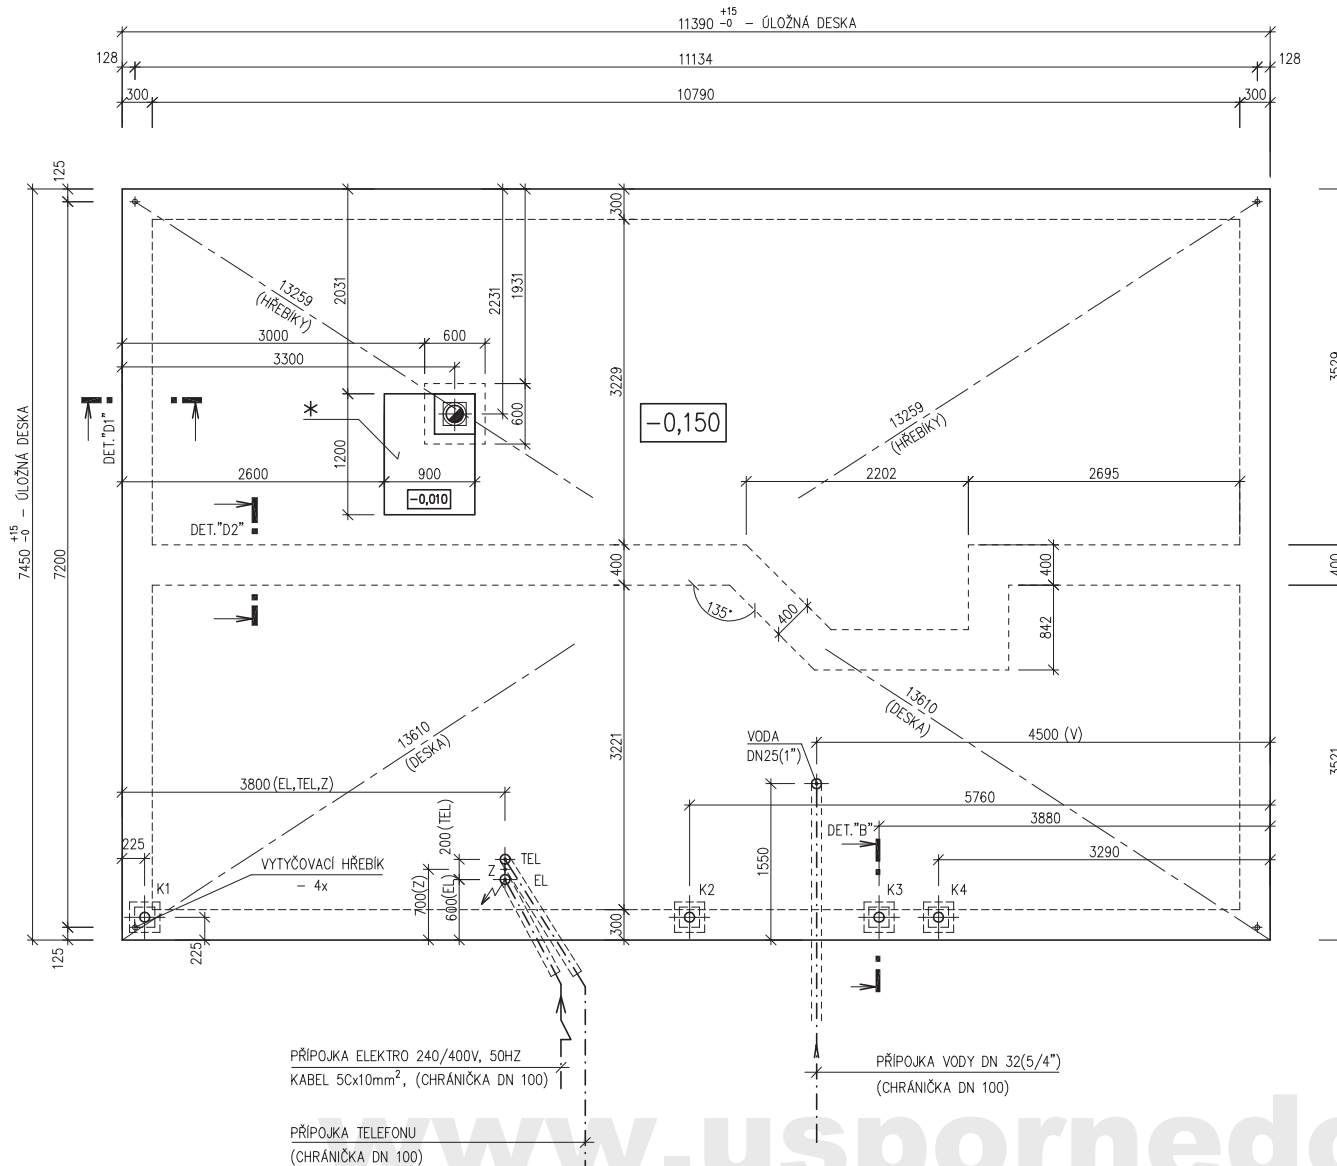 11390 +15 -0 - ÚLOŽNÁ DESKA
128
11134
128
300
10790
300
125
300
2031
2231
1931
13259
(HŘEBÍKY)
3000
600
3300
3229
3529
7450 +15 -0 - ÚLOŽNÁ DESKA
7200
DET."D1"
*
600
-0,150
13259
(HŘEBÍKY)
1200
2600
900
2202
2695
-0,010
DET."D2"
400
400
400
135°
400
842
13610
(DESKA)
13610
(DESKA)
3221
3521
VODA
DN25(1")
4500 (V)
3800 (EL,TEL,Z)
5760
3880
DET."B"
3290
1550
225
200 (TEL)
VYTYČOVACÍ HŘEBÍK
- 4x
TEL
Z
EL
700(Z)
600(EL)
K1
K2
K3
K4
300
125
225
PŘÍPOJKA ELEKTRO 240/400V, 50HZ
KABEL 5Cx10mm², (CHRÁNIČKA DN 100)
PŘÍPOJKA VODY DN 32(5/4")
(CHRÁNIČKA DN 100)
PŘÍPOJKA TELEFONU
(CHRÁNIČKA DN 100)
www.uspornedo